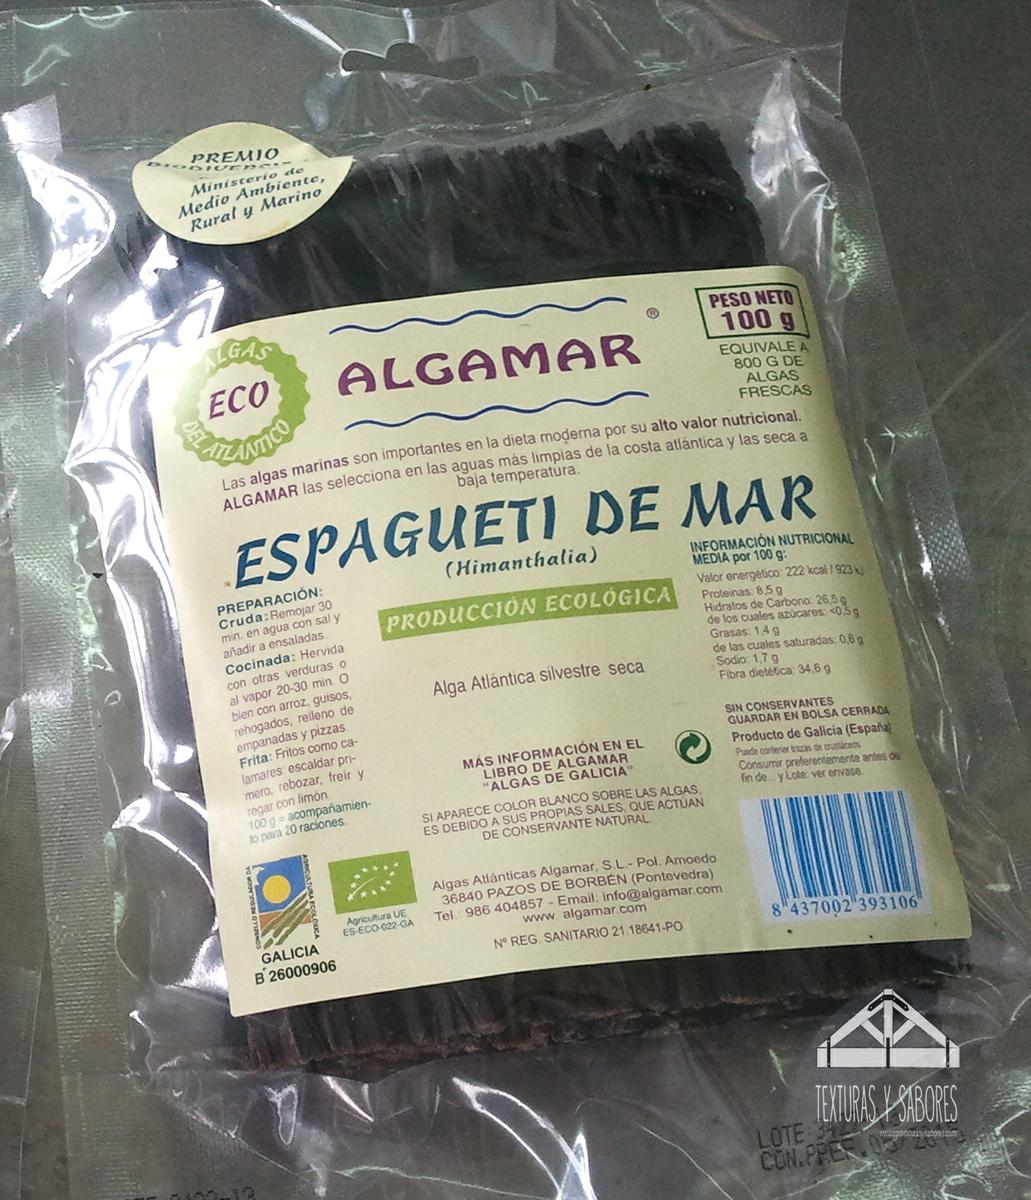 PREMIO
Ministerio de
Medio Ambiente,
Rural y Marino
ALGAS
ECO
DEL ATLÁNTICO
ALGAMAR ®
PESO NETO
100 g
EQUIVALE A
800 G DE
ALGAS
FRESCAS
Las algas marinas son importantes en la dieta moderna por su alto valor nutricional.
ALGAMAR las selecciona en las aguas más limpias de la costa atlántica y las seca a
baja temperatura.
ESPAGUETI DE MAR
(Himanthalia)
PRODUCCIÓN ECOLÓGICA
Alga Atlántica silvestre seca
PREPARACIÓN:
Cruda: Remojar 30
min. en agua con sal y
añadir a ensaladas.
Cocinada: Hervida
con otras verduras o
al vapor 20-30 min. O
bien con arroz, guisos,
rehogados, relleno de
empanadas y pizzas.
Frita: Fritos como ca-
lamares: escaldar pri-
mero, rebozar, freir y
regar con limón.
100 g = acompañamien-
to para 20 raciones.
INFORMACIÓN NUTRICIONAL
MEDIA por 100 g:
Valor energético: 222 kcal / 923 kJ
Proteinas: 8,5 g
Hidratos de Carbono: 26,5 g
de los cuales azúcares: <0,5 g
Grasas: 1,4 g
de las cuales saturadas: 0,6 g
Sodio: 1,7 g
Fibra dietética: 34,6 g
SIN CONSERVANTES
GUARDAR EN BOLSA CERRADA
Producto de Galicia (España)
Puede contener trazas de crustáceos
Consumir preferentemente antes de
fin de... y Lote: ver envase.
MÁS INFORMACIÓN EN EL
LIBRO DE ALGAMAR
"ALGAS DE GALICIA"
SI APARECE COLOR BLANCO SOBRE LAS ALGAS,
ES DEBIDO A SUS PROPIAS SALES, QUE ACTÚAN
DE CONSERVANTE NATURAL
Algas Atlánticas Algamar, S.L.- Pol. Amoedo
36840 PAZOS DE BORBÉN (Pontevedra)
Tel.: 986 404857 - Email: info@algamar.com
www. algamar.com
Nº REG. SANITARIO 21.18641-PO
CONSELLO REGULADOR DA
AGRICULTURA ECOLÓXICA
GALICIA
B 26000906
Agricultura UE
ES-ECO-022-GA
8 437002 393106
TEXTURAS Y SABORES
LOTE
CON.PREF.